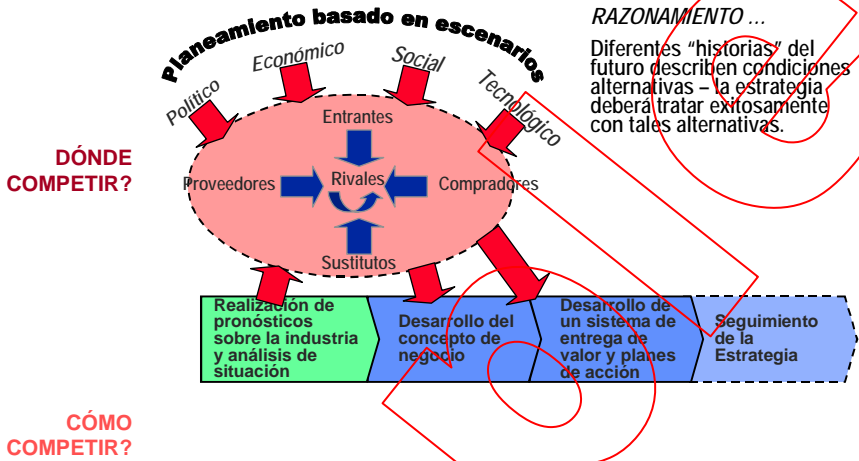 Planeamiento basado en escenarios
Político
Económico
Social
Tecnológico
RAZONAMIENTO ...
Diferentes “historias” del
futuro describen condiciones
alternativas – la estrategia
deberá tratar exitosamente
con tales alternativas.
DÓNDE
COMPETIR?
Entrantes
Proveedores
Rivales
Compradores
Sustitutos
Realización de
pronósticos
sobre la industria
y análisis de
situación
Desarrollo del
concepto de
negocio
Desarrollo de
un sistema de
entrega de
valor y planes
de acción
Seguimiento
de la
Estrategia
CÓMO
COMPETIR?